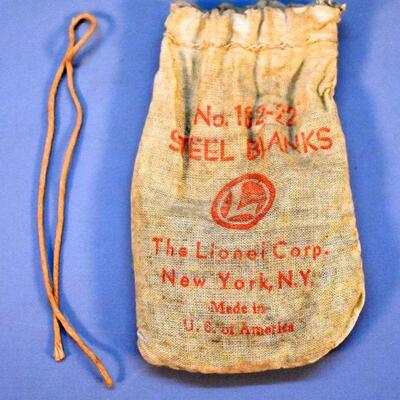 No. 182-22
STEEL BLANKS
The Lionel Corp.
New York, N.Y.
Made in
U. S. of America